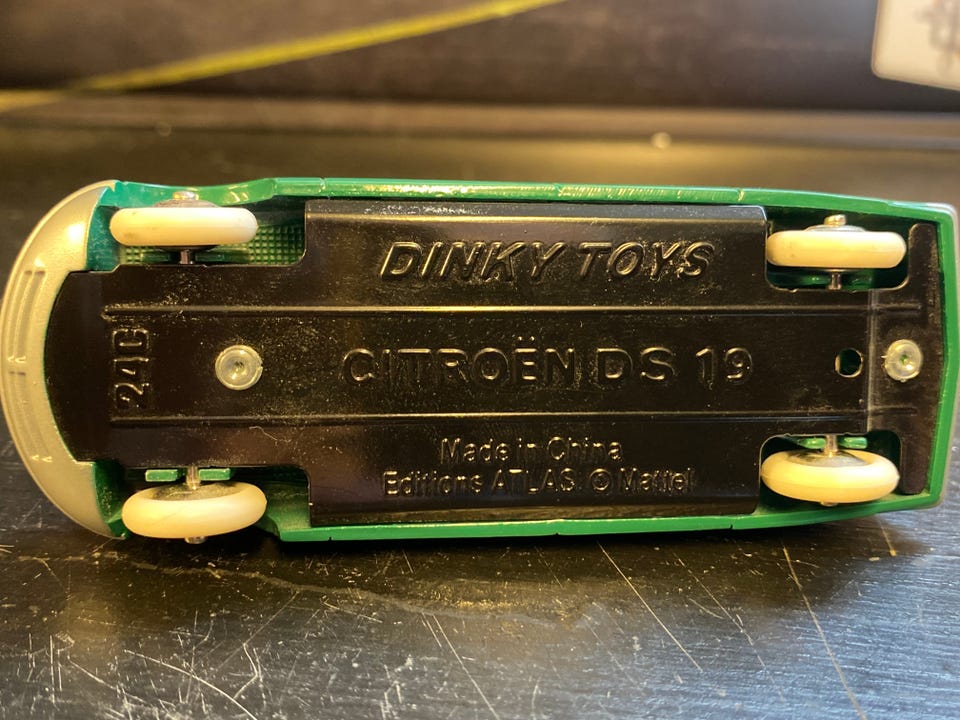 DINKY TOYS
24C
CITROËN DS 19
Made in China
Editions ATLAS © Mattel